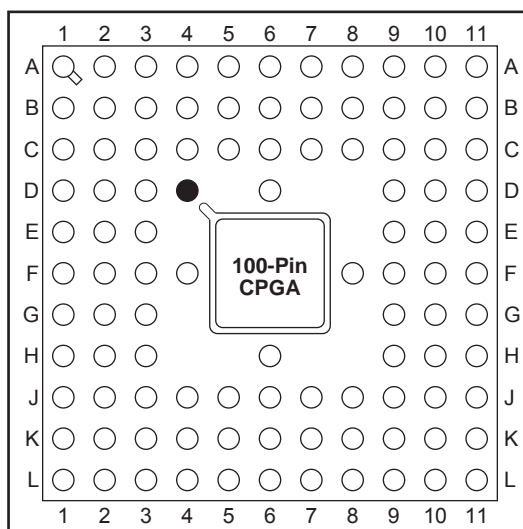 1 2 3 4 5 6 7 8 9 10 11
A A
B B
C C
D D
E E
100-Pin
F F
CPGA
G G
H H
J J
K K
L L
1 2 3 4 5 6 7 8 9 10 11